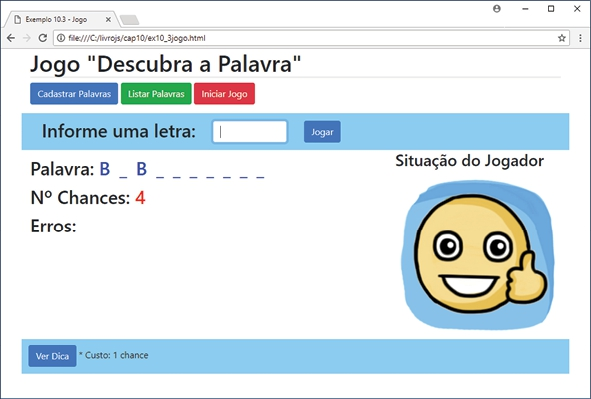 Exemplo 10.3 - Jogo
file:///C:/livrojs/cap10/ex10_3jogo.html
Jogo "Descubra a Palavra"
Cadastrar Palavras Listar Palavras Iniciar Jogo
Informe uma letra: Jogar
Palavra: B _ B _ _ _ _ _ _ _
Situação do Jogador
Nº Chances: 4
Erros:
Ver Dica * Custo: 1 chance